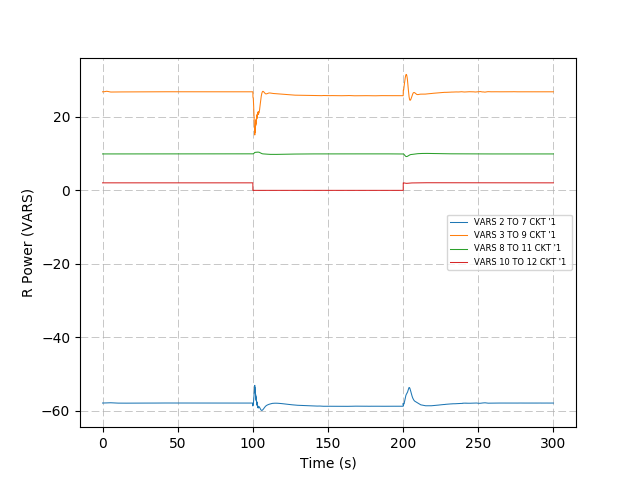 20
0
−20
−40
−60
R Power (VARS)
VARS 2 TO 7 CKT '1
VARS 3 TO 9 CKT '1
VARS 8 TO 11 CKT '1
VARS 10 TO 12 CKT '1
0 50 100 150 200 250 300
Time (s)